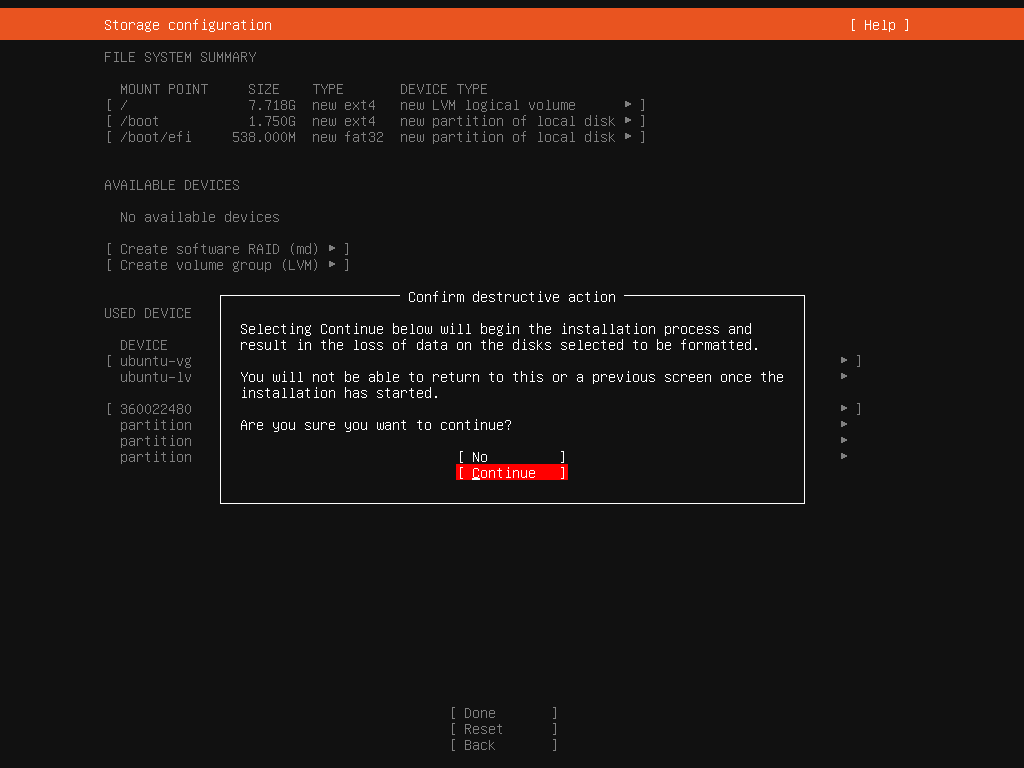 Storage configuration [ Help ]
FILE SYSTEM SUMMARY
MOUNT POINT SIZE TYPE DEVICE TYPE
[ / 7.718G new ext4 new LVM logical volume ▸ ]
[ /boot 1.750G new ext4 new partition of local disk ▸ ]
[ /boot/efi 538.000M new fat32 new partition of local disk ▸ ]
AVAILABLE DEVICES
No available devices
[ Create software RAID (md) ▸ ]
[ Create volume group (LVM) ▸ ]
USED DEVICE
DEVICE
[ ubuntu-vg ▸ ]
ubuntu-lv ▸
[ 360022480 ▸ ]
partition ▸
partition ▸
partition ▸
Confirm destructive action
Selecting Continue below will begin the installation process and
result in the loss of data on the disks selected to be formatted.
You will not be able to return to this or a previous screen once the
installation has started.
Are you sure you want to continue?
[ No ]
[ Continue ]
[ Done ]
[ Reset ]
[ Back ]